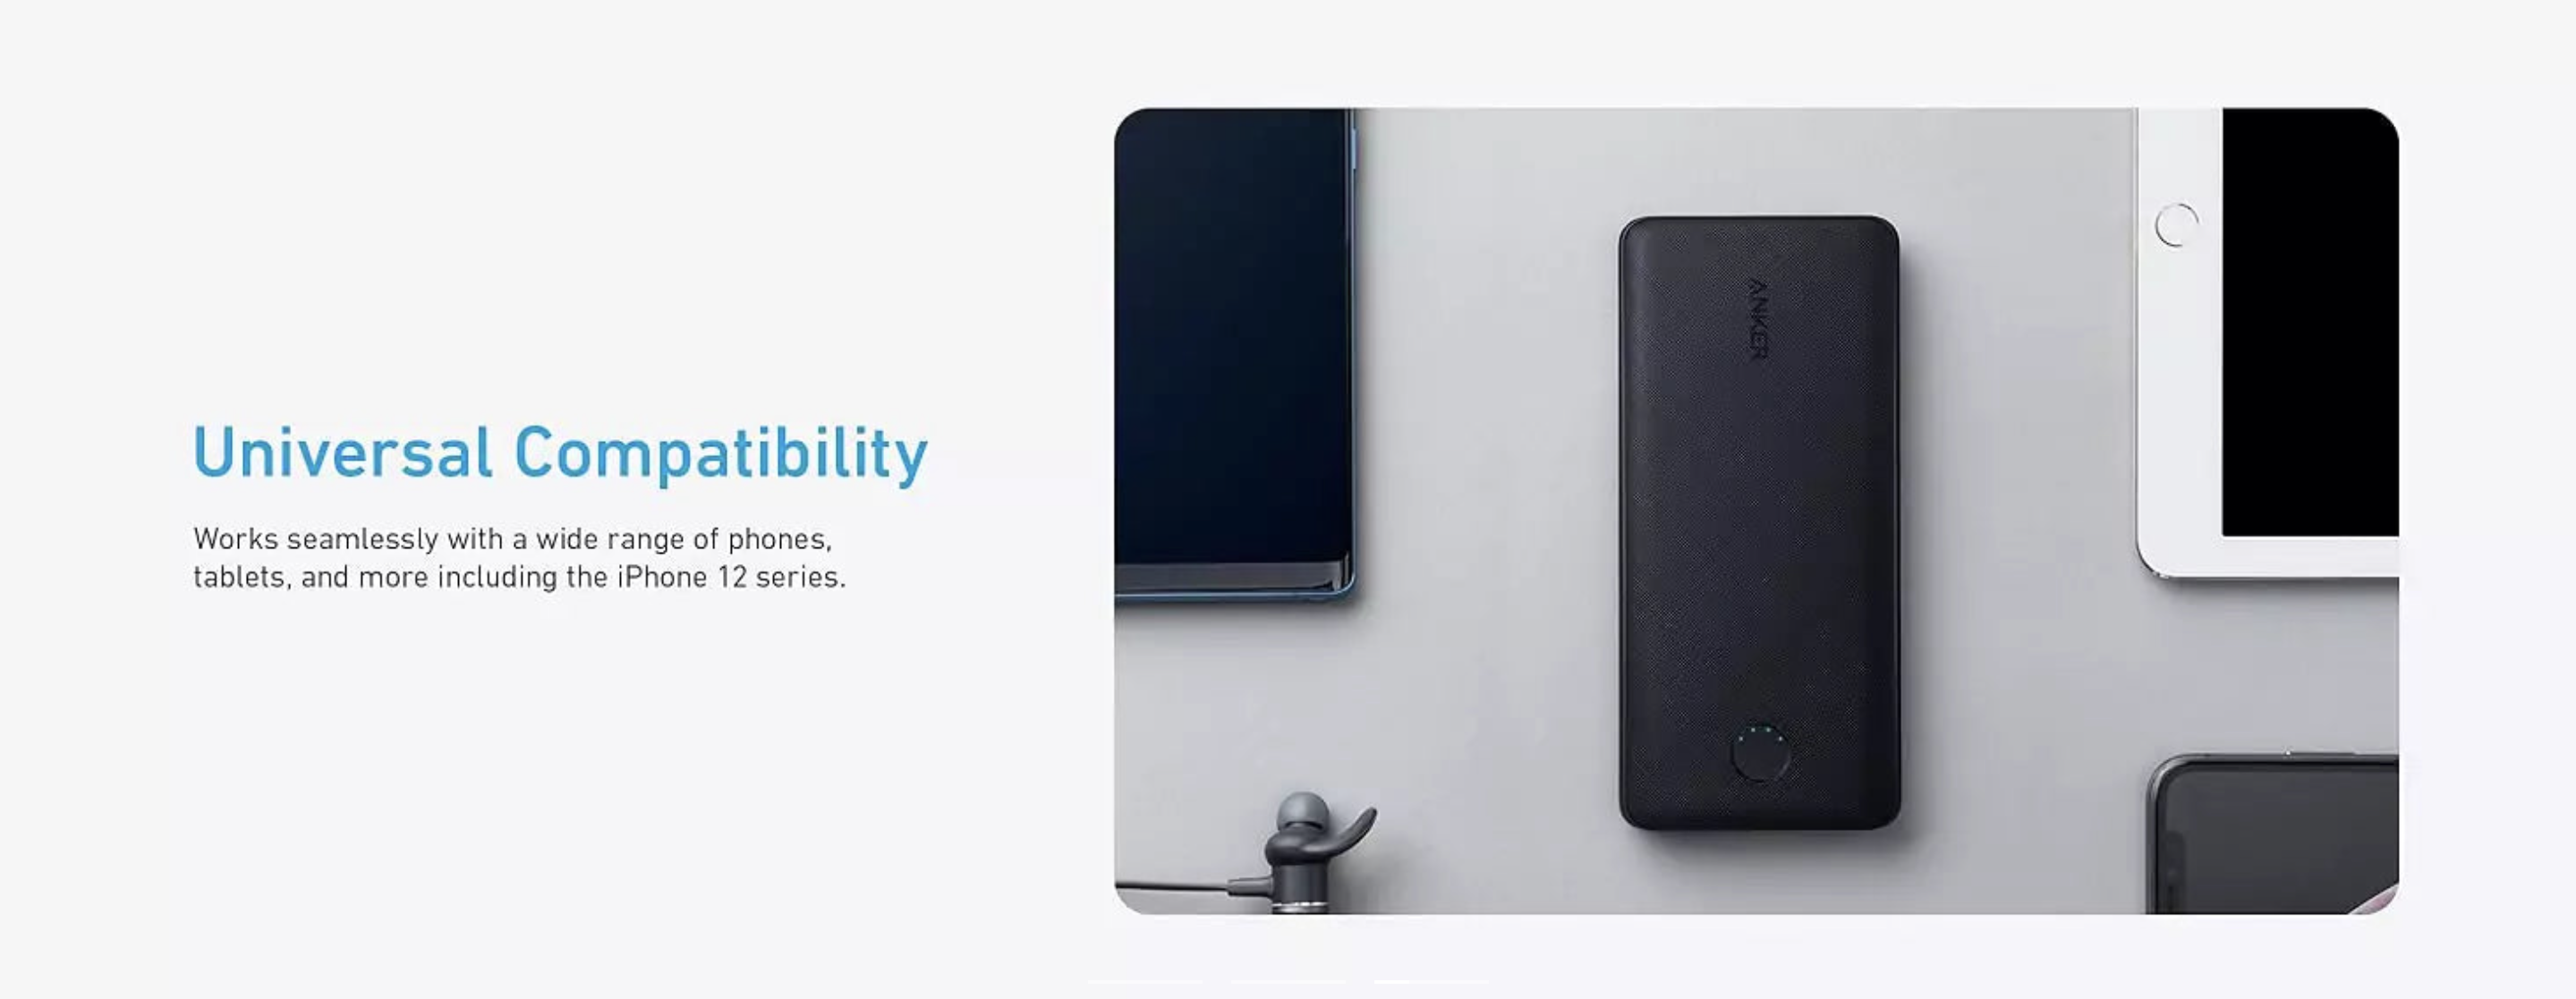 Universal Compatibility
Works seamlessly with a wide range of phones,
tablets, and more including the iPhone 12 series.
ANKER